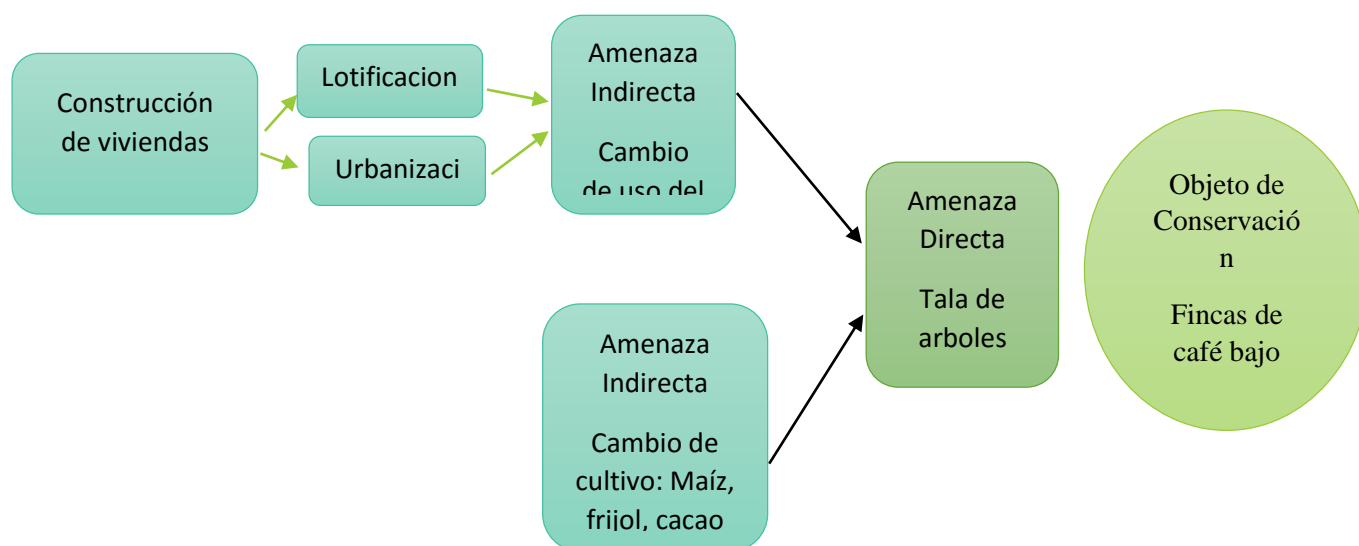 Construcción
de viviendas
Lotificacion
Urbanizaci
Amenaza
Indirecta
Cambio
de uso del
Amenaza
Indirecta
Cambio de
cultivo: Maíz,
frijol, cacao
Amenaza
Directa
Tala de
arboles
Objeto de
Conservació
n
Fincas de
café bajo